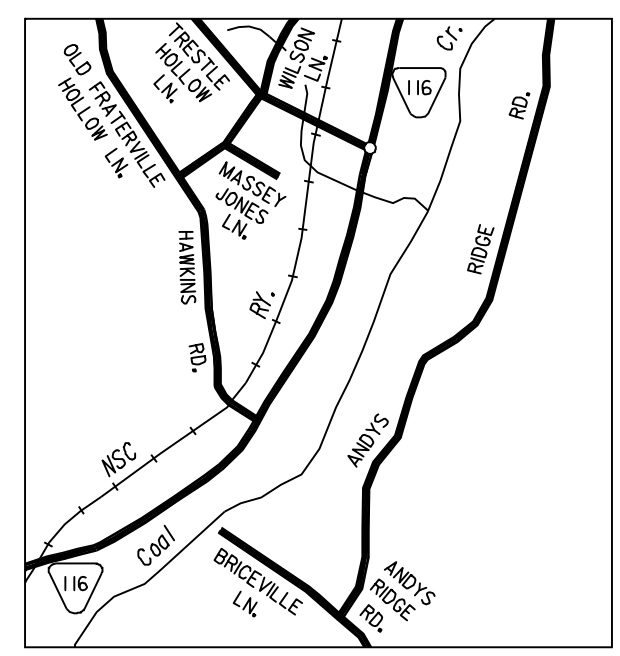 TRESTLE
HOLLOW
LN.
WILSON
LN.
Cr.
116
OLD FRATERVILLE
HOLLOW LN.
RD.
MASSEY
JONES
LN.
HAWKINS
RD.
RIDGE
RY.
ANDYS
NSC
Coal
116
BRICEVILLE
LN.
ANDYS
RIDGE
RD.